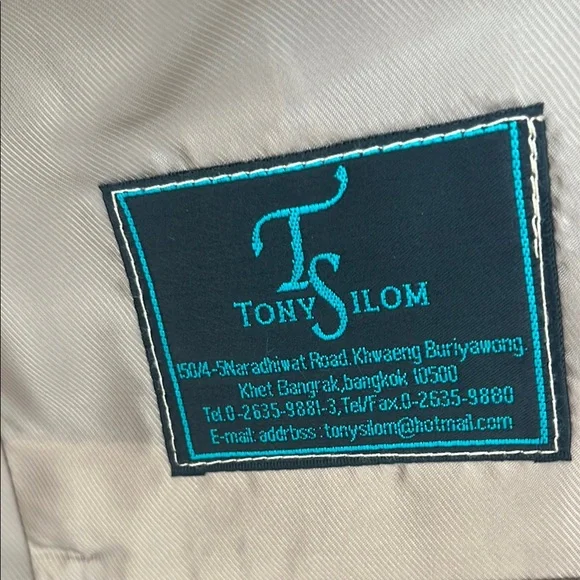 TS
TONY SILOM
150/4-5Naradhiwat Road. Khwaeng Buriyawong.
Khet Bangrak,bangkok 10500
Tel.0-2635-9881-3,Tel/Fax.0-2635-9880
E-mail: addrbss:tonysilom@hotmail.com